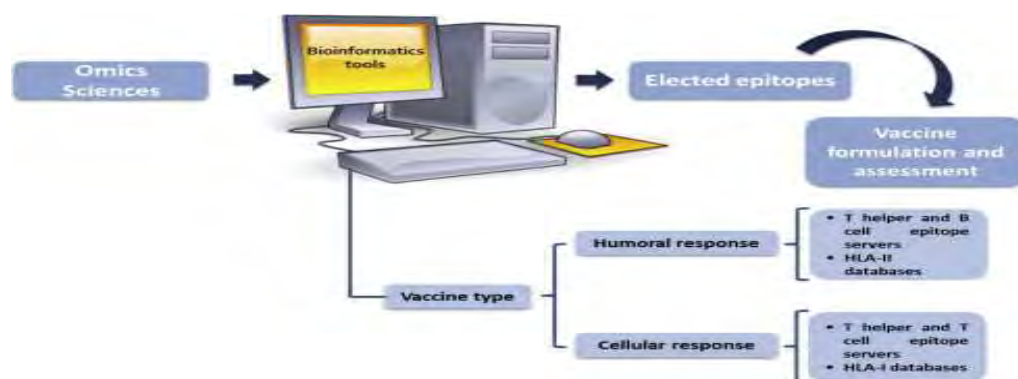 Bioinformatics
tools
Omics
Sciences
Elected epitopes
Vaccine
formulation and
assessment
Humoral response
• T helper and B
cell epitope
servers
• HLA-II
databases
Vaccine type
Cellular response
• T helper and T
cell epitope
servers
• HLA-I databases